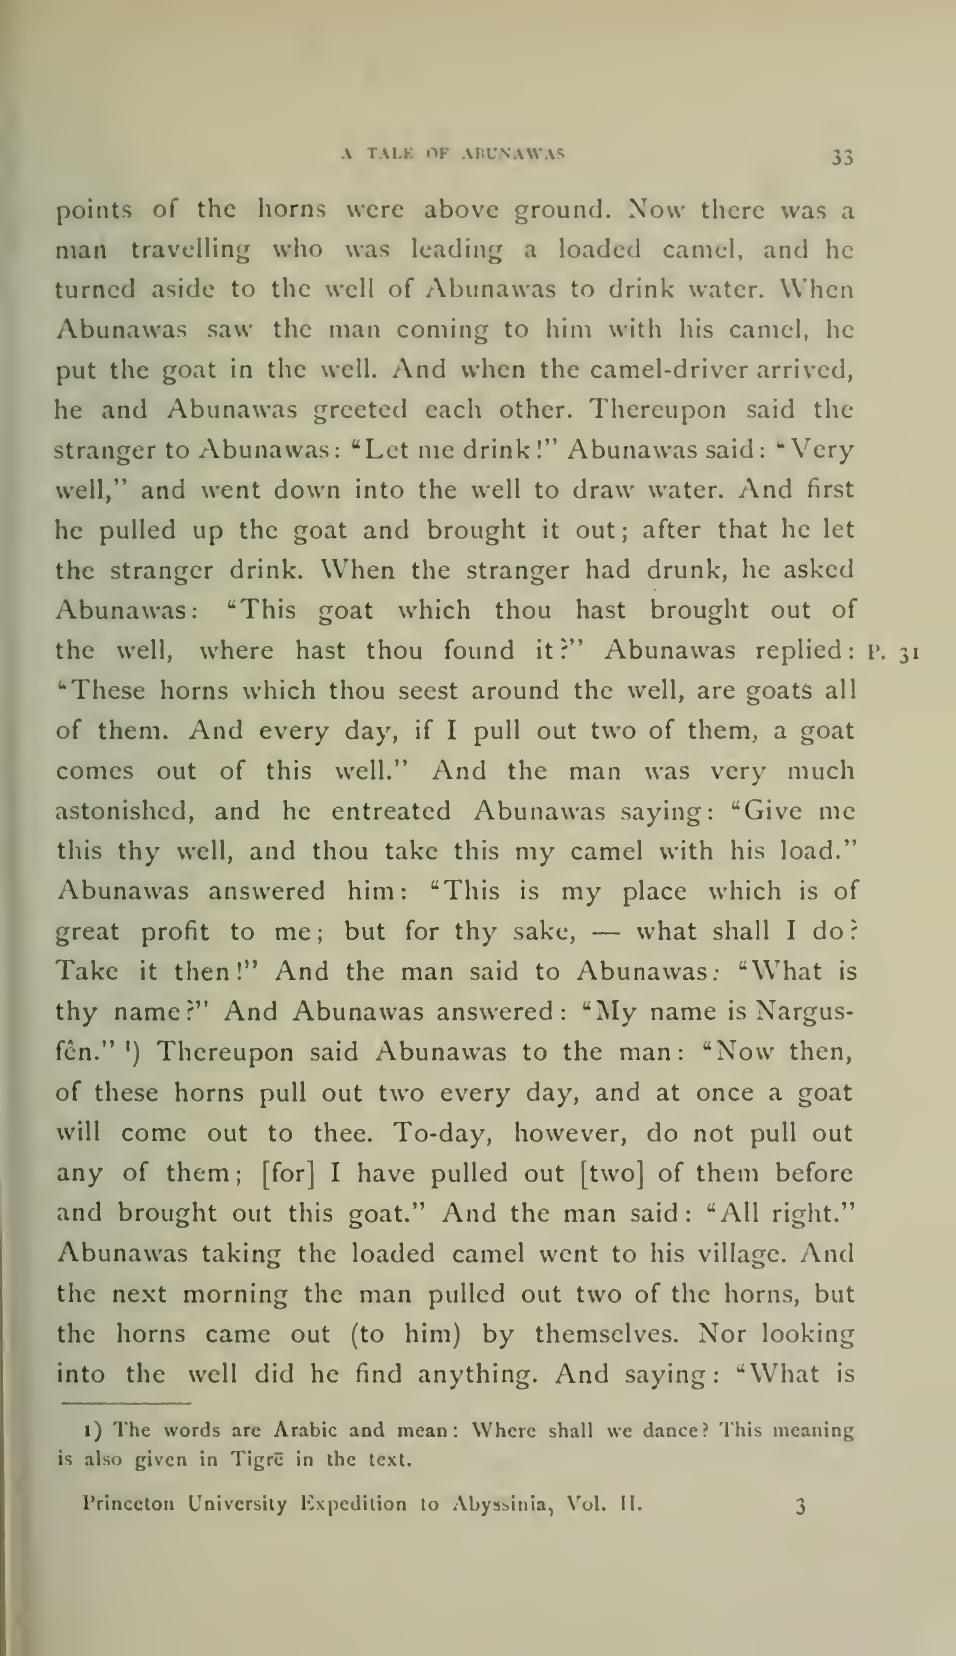 A TALE OF ABUNAWAS 33
points of the horns were above ground. Now there was a
man travelling who was leading a loaded camel, and he
turned aside to the well of Abunawas to drink water. When
Abunawas saw the man coming to him with his camel, he
put the goat in the well. And when the camel-driver arrived,
he and Abunawas greeted each other. Thereupon said the
stranger to Abunawas: “Let me drink!” Abunawas said: “Very
well,” and went down into the well to draw water. And first
he pulled up the goat and brought it out; after that he let
the stranger drink. When the stranger had drunk, he asked
Abunawas: “This goat which thou hast brought out of
the well, where hast thou found it?” Abunawas replied: P. 31
“These horns which thou seest around the well, are goats all
of them. And every day, if I pull out two of them, a goat
comes out of this well.” And the man was very much
astonished, and he entreated Abunawas saying: “Give me
this thy well, and thou take this my camel with his load.”
Abunawas answered him: “This is my place which is of
great profit to me; but for thy sake, — what shall I do?
Take it then!” And the man said to Abunawas: “What is
thy name?” And Abunawas answered: “My name is Nargus-
fên.” ¹) Thereupon said Abunawas to the man: “Now then,
of these horns pull out two every day, and at once a goat
will come out to thee. To-day, however, do not pull out
any of them; [for] I have pulled out [two] of them before
and brought out this goat.” And the man said: “All right.”
Abunawas taking the loaded camel went to his village. And
the next morning the man pulled out two of the horns, but
the horns came out (to him) by themselves. Nor looking
into the well did he find anything. And saying: “What is
1) The words are Arabic and mean: Where shall we dance? This meaning
is also given in Tigrē in the text.
Princeton University Expedition to Abyssinia, Vol. II. 3